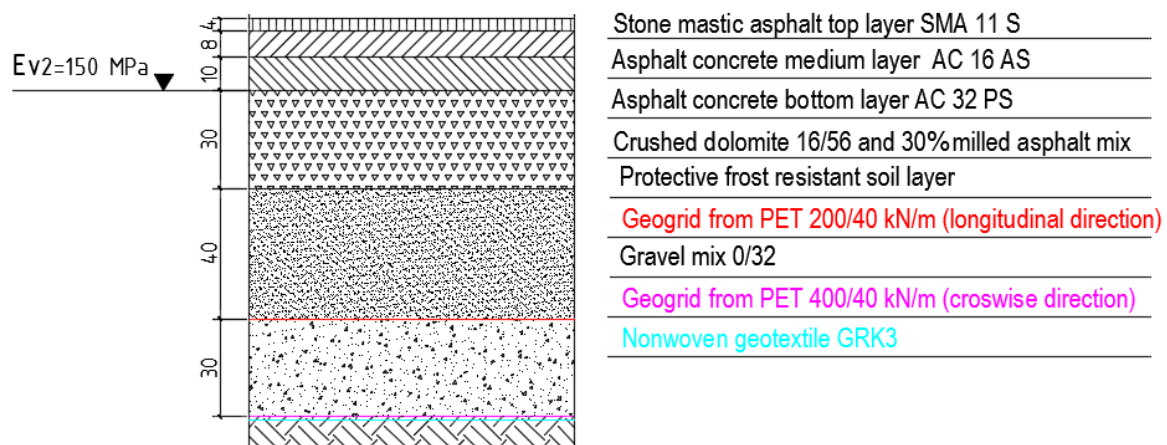 Ev2=150 MPa
4
8
10
30
40
30
Stone mastic asphalt top layer SMA 11 S
Asphalt concrete medium layer AC 16 AS
Asphalt concrete bottom layer AC 32 PS
Crushed dolomite 16/56 and 30% milled asphalt mix
Protective frost resistant soil layer
Geogrid from PET 200/40 kN/m (longitudinal direction)
Gravel mix 0/32
Geogrid from PET 400/40 kN/m (croswise direction)
Nonwoven geotextile GRK3